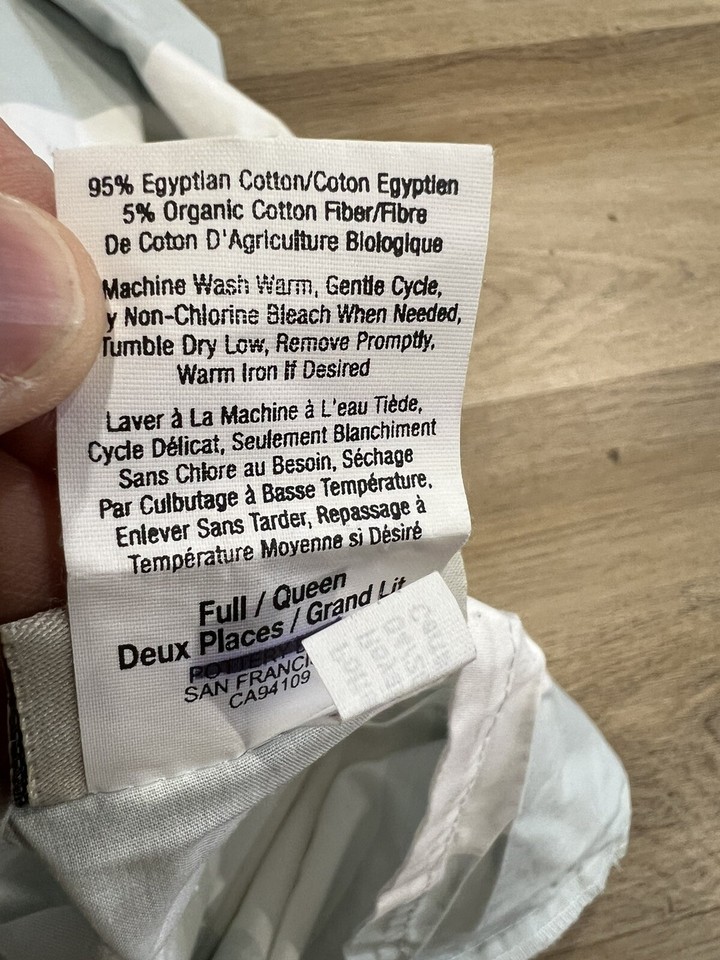 95% Egyptian Cotton/Coton Egyptien
5% Organic Cotton Fiber/Fibre
De Coton D'Agriculture Biologique
Machine Wash Warm, Gentle Cycle,
y Non-Chlorine Bleach When Needed,
Tumble Dry Low, Remove Promptly,
Warm Iron If Desired
Laver à La Machine à L'eau Tiède,
Cycle Délicat, Seulement Blanchiment
Sans Chlore au Besoin, Séchage
Par Culbutage à Basse Température,
Enlever Sans Tarder, Repassage à
Température Moyenne si Désiré
Full / Queen
Deux Places / Grand Lit
POTTERY
SAN FRANCI
CA94109